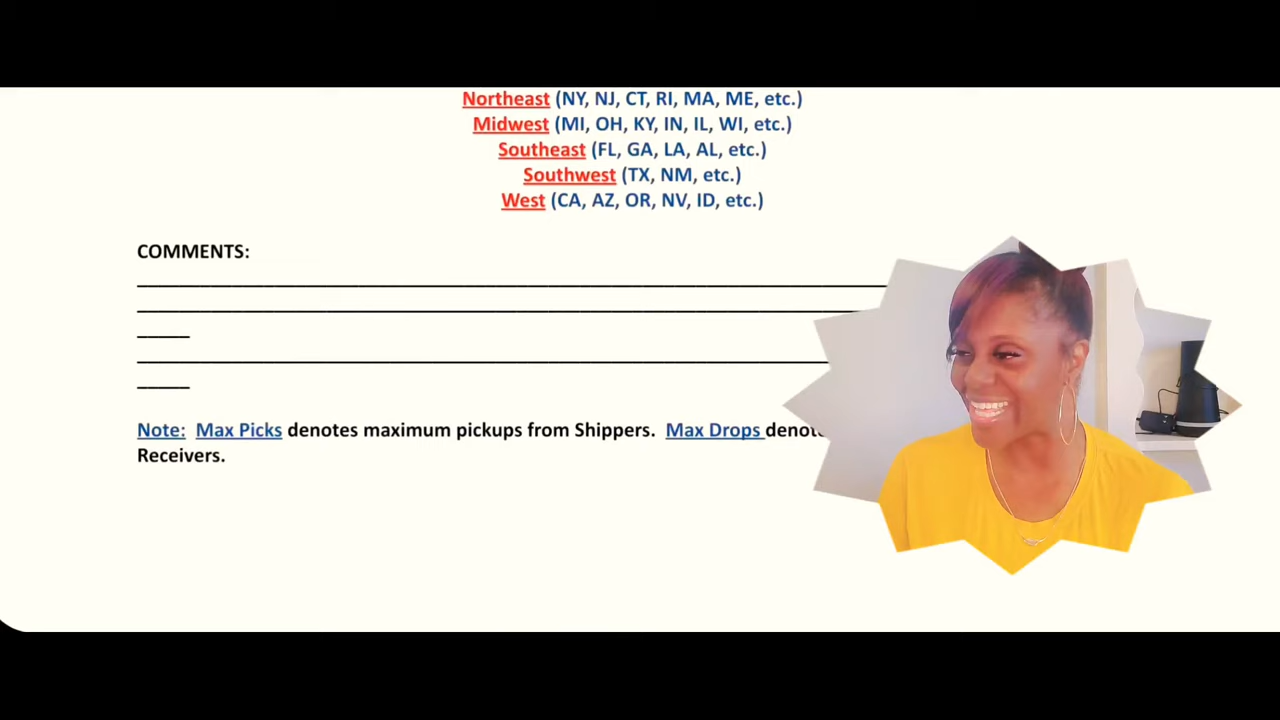 Northeast (NY, NJ, CT, RI, MA, ME, etc.)
Midwest (MI, OH, KY, IN, IL, WI, etc.)
Southeast (FL, GA, LA, AL, etc.)
Southwest (TX, NM, etc.)
West (CA, AZ, OR, NV, ID, etc.)
COMMENTS:
Note: Max Picks denotes maximum pickups from Shippers. Max Drops
Receivers.